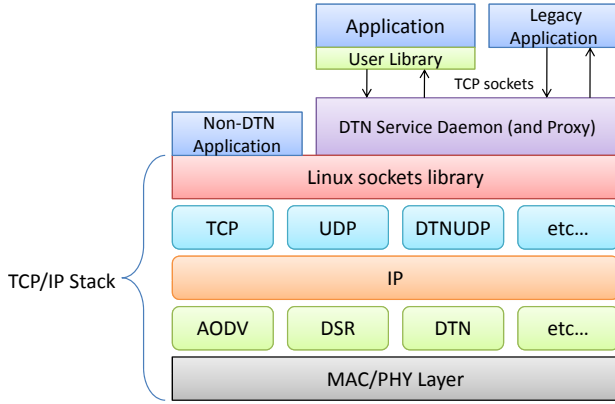 Application
User Library
Legacy
Application
TCP sockets
Non-DTN
Application
DTN Service Daemon (and Proxy)
Linux sockets library
TCP
UDP
DTNUDP
etc…
TCP/IP Stack
IP
AODV
DSR
DTN
etc…
MAC/PHY Layer